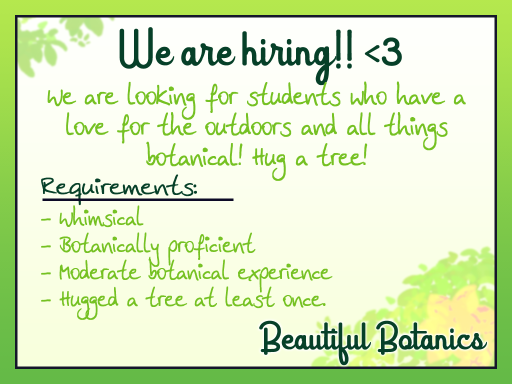 We are hiring!! <3
We are looking for students who have a
love for the outdoors and all things
botanical! Hug a tree!
Requirements:
- Whimsical
- Botanically proficient
- Moderate botanical experience
- Hugged a tree at least once.
Beautiful Botanics